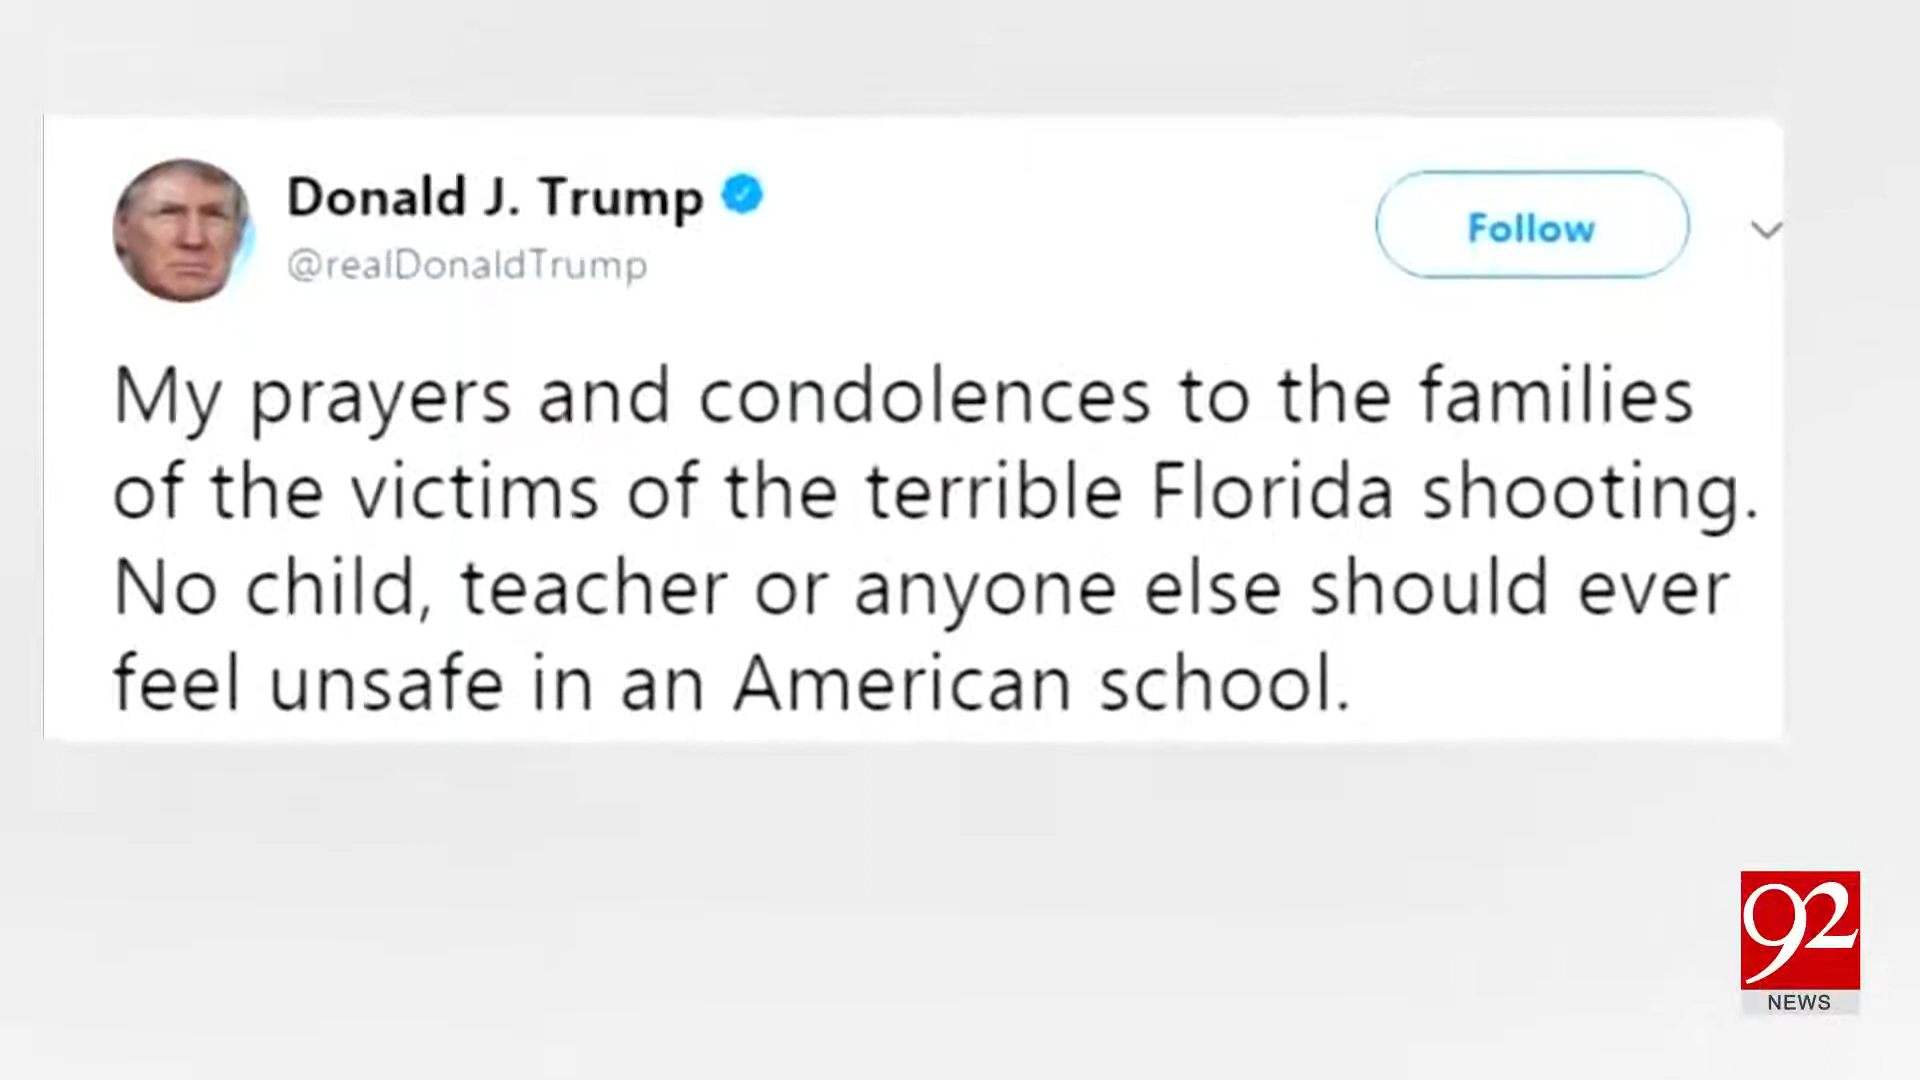 Donald J. Trump
@realDonaldTrump
Follow
My prayers and condolences to the families
of the victims of the terrible Florida shooting.
No child, teacher or anyone else should ever
feel unsafe in an American school.
92
NEWS